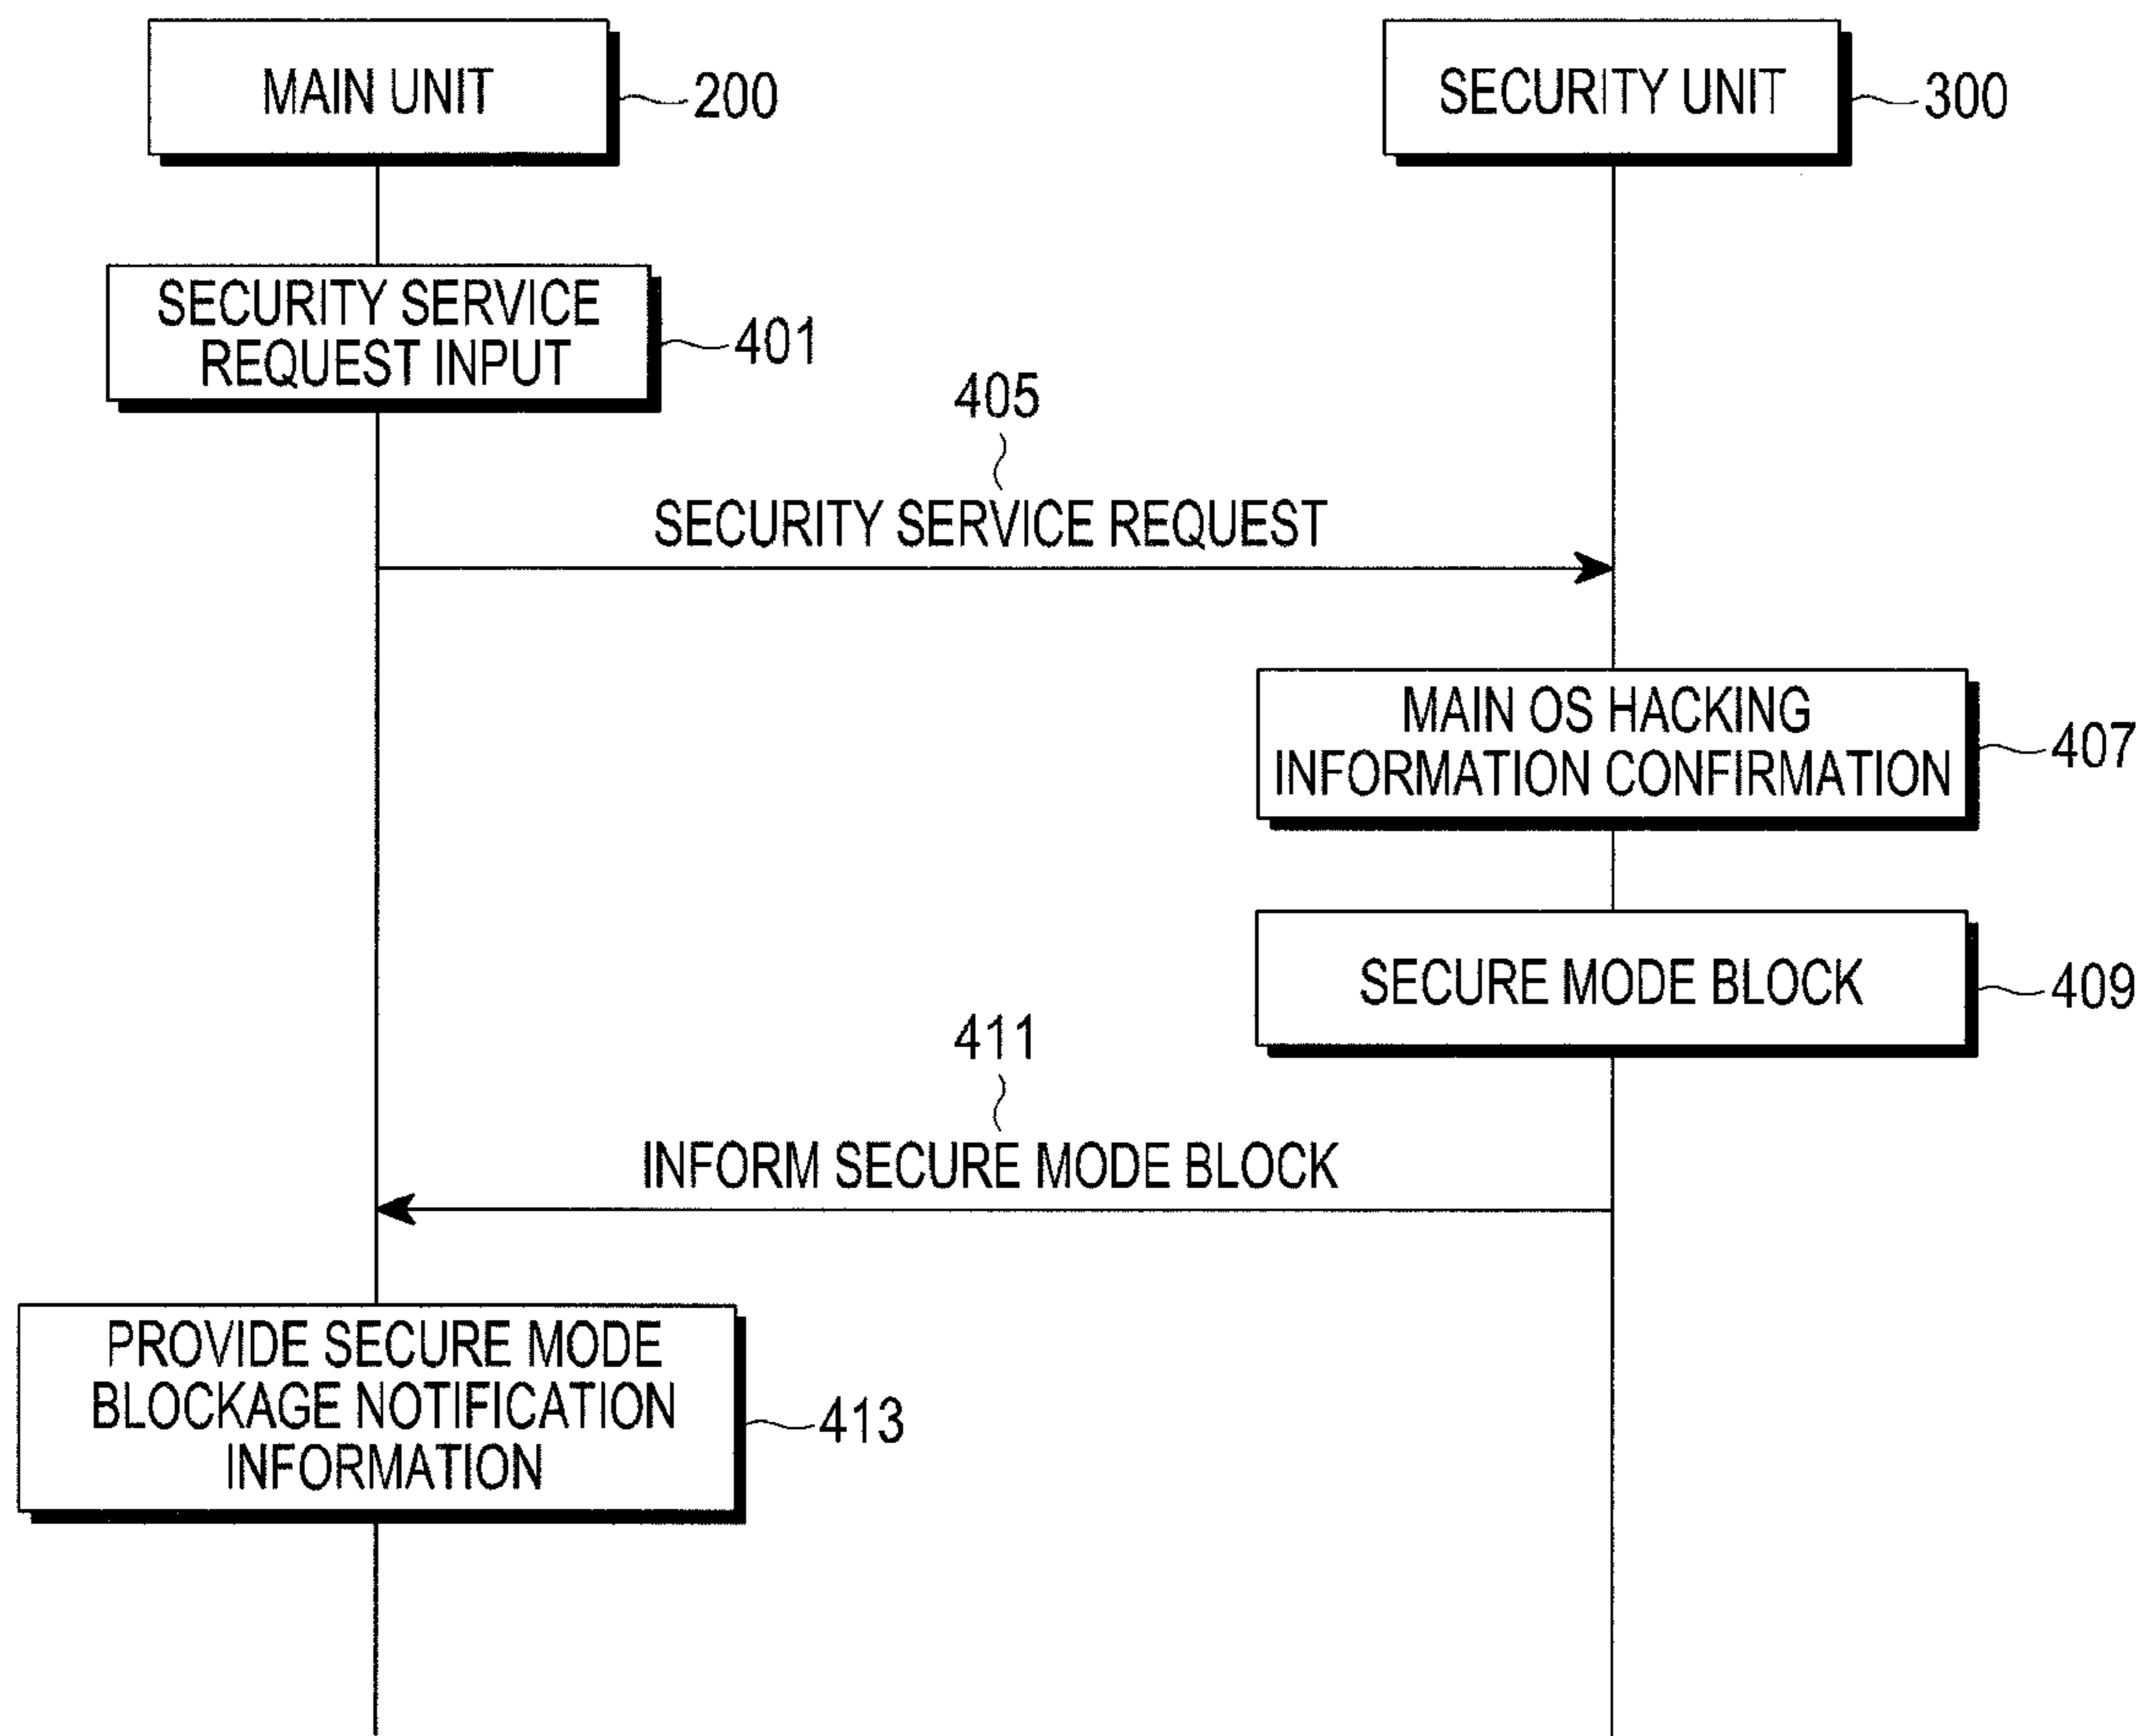 MAIN UNIT
200
SECURITY UNIT
300
SECURITY SERVICE
REQUEST INPUT
401
405
SECURITY SERVICE REQUEST
MAIN OS HACKING
INFORMATION CONFIRMATION
407
SECURE MODE BLOCK
409
411
INFORM SECURE MODE BLOCK
PROVIDE SECURE MODE
BLOCKAGE NOTIFICATION
INFORMATION
413